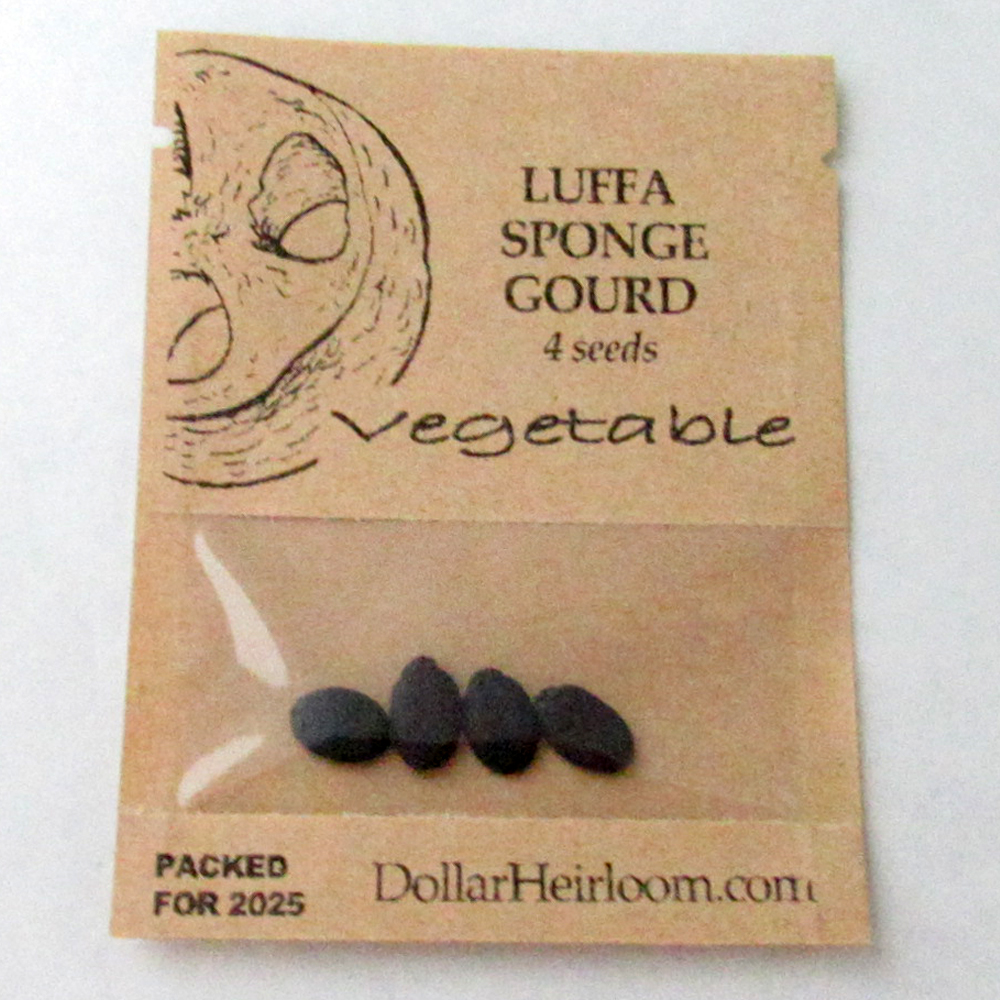 LUFFA
SPONGE
GOURD
4 seeds
Vegetable
PACKED
FOR 2025
DollarHeirloom.com